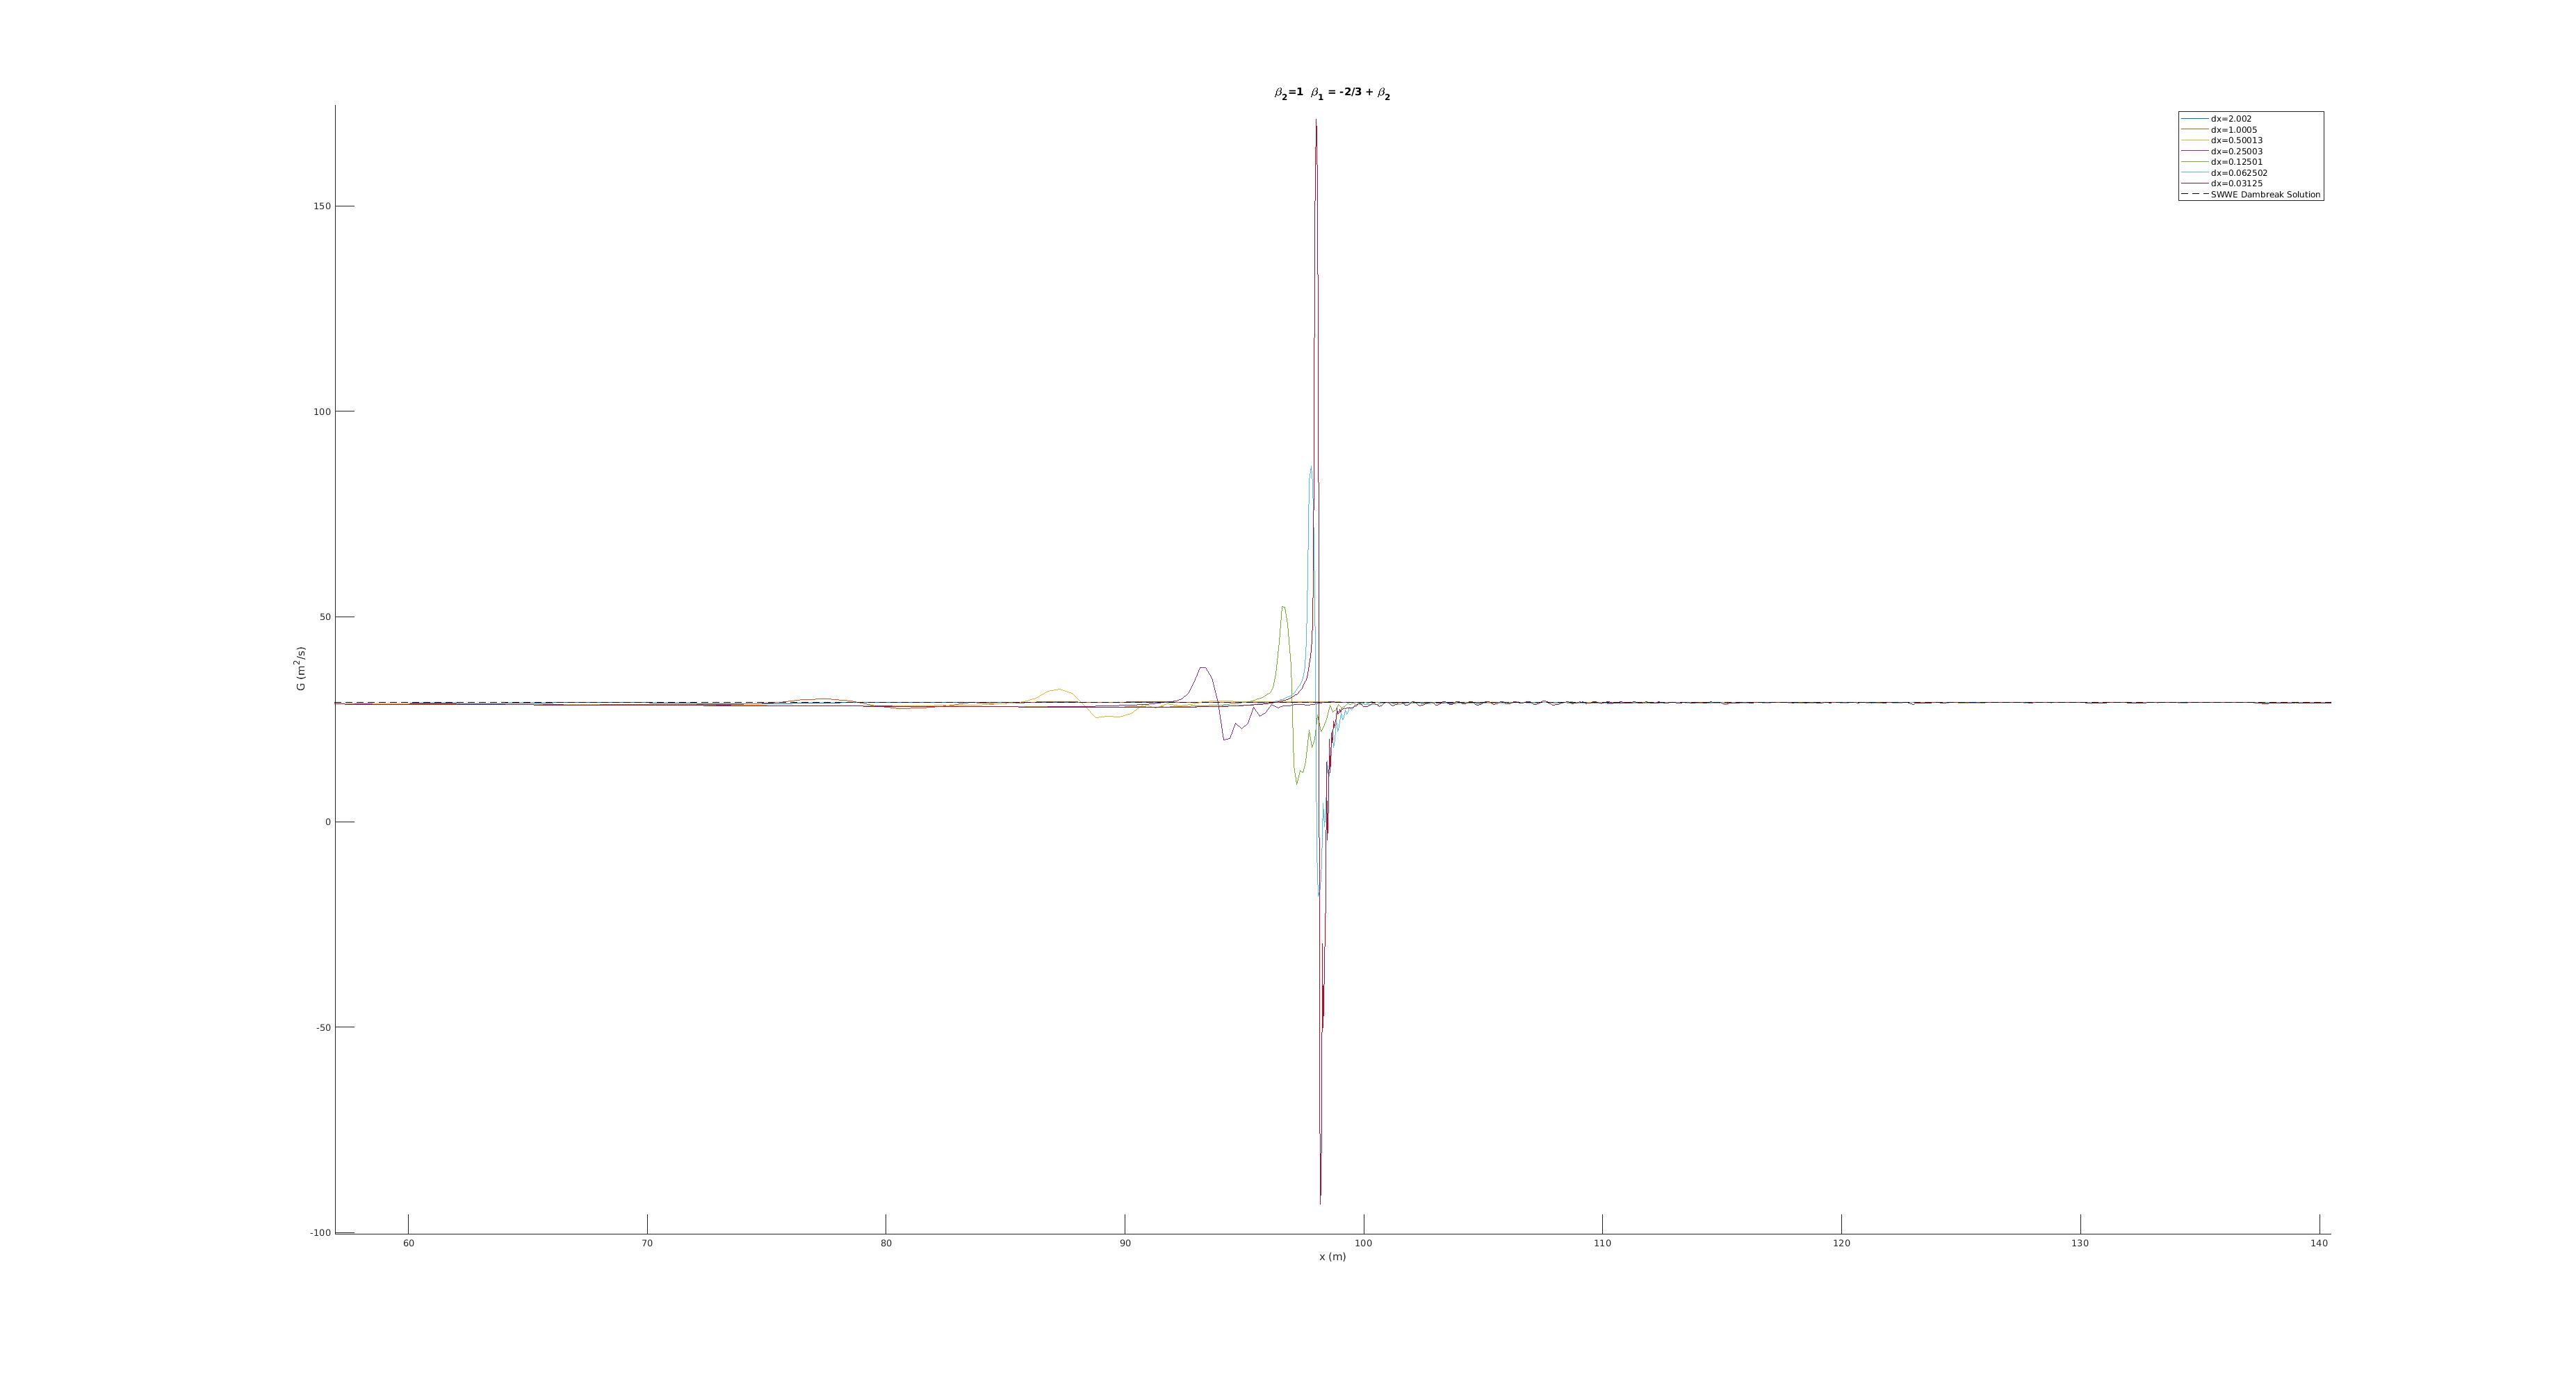 β2=1 β1 = -2/3 + β2
dx=2.002
dx=1.0005
dx=0.50013
dx=0.25003
dx=0.12501
dx=0.062502
dx=0.03125
SWWE Dambreak Solution
150
100
50
0
-50
-100
G (m2/s)
60 70 80 90 100 110 120 130 140
x (m)